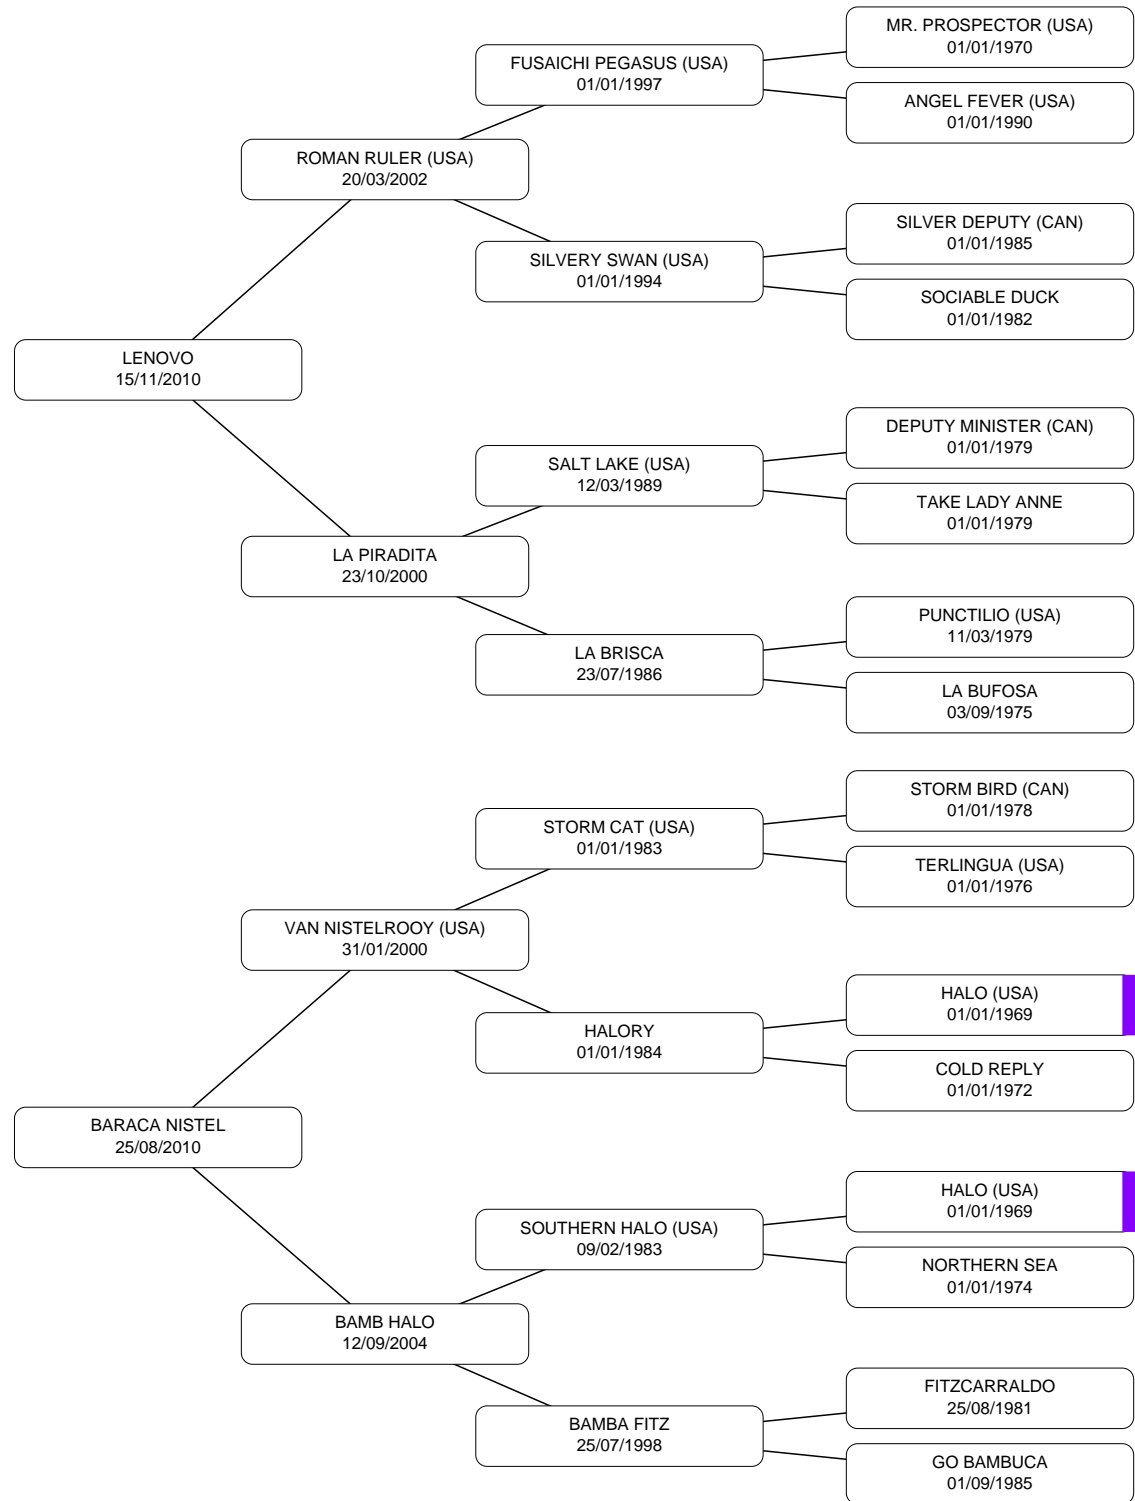 MR. PROSPECTOR (USA)
01/01/1970
FUSAICHI PEGASUS (USA)
01/01/1997
ANGEL FEVER (USA)
01/01/1990
ROMAN RULER (USA)
20/03/2002
SILVER DEPUTY (CAN)
01/01/1985
SILVERY SWAN (USA)
01/01/1994
SOCIABLE DUCK
01/01/1982
LENOVO
15/11/2010
DEPUTY MINISTER (CAN)
01/01/1979
SALT LAKE (USA)
12/03/1989
TAKE LADY ANNE
01/01/1979
LA PIRADITA
23/10/2000
PUNCTILIO (USA)
11/03/1979
LA BRISCA
23/07/1986
LA BUFOSA
03/09/1975
STORM BIRD (CAN)
01/01/1978
STORM CAT (USA)
01/01/1983
TERLINGUA (USA)
01/01/1976
VAN NISTELROOY (USA)
31/01/2000
HALO (USA)
01/01/1969
HALORY
01/01/1984
COLD REPLY
01/01/1972
BARACA NISTEL
25/08/2010
HALO (USA)
01/01/1969
SOUTHERN HALO (USA)
09/02/1983
NORTHERN SEA
01/01/1974
BAMB HALO
12/09/2004
FITZCARRALDO
25/08/1981
BAMBA FITZ
25/07/1998
GO BAMBUCA
01/09/1985